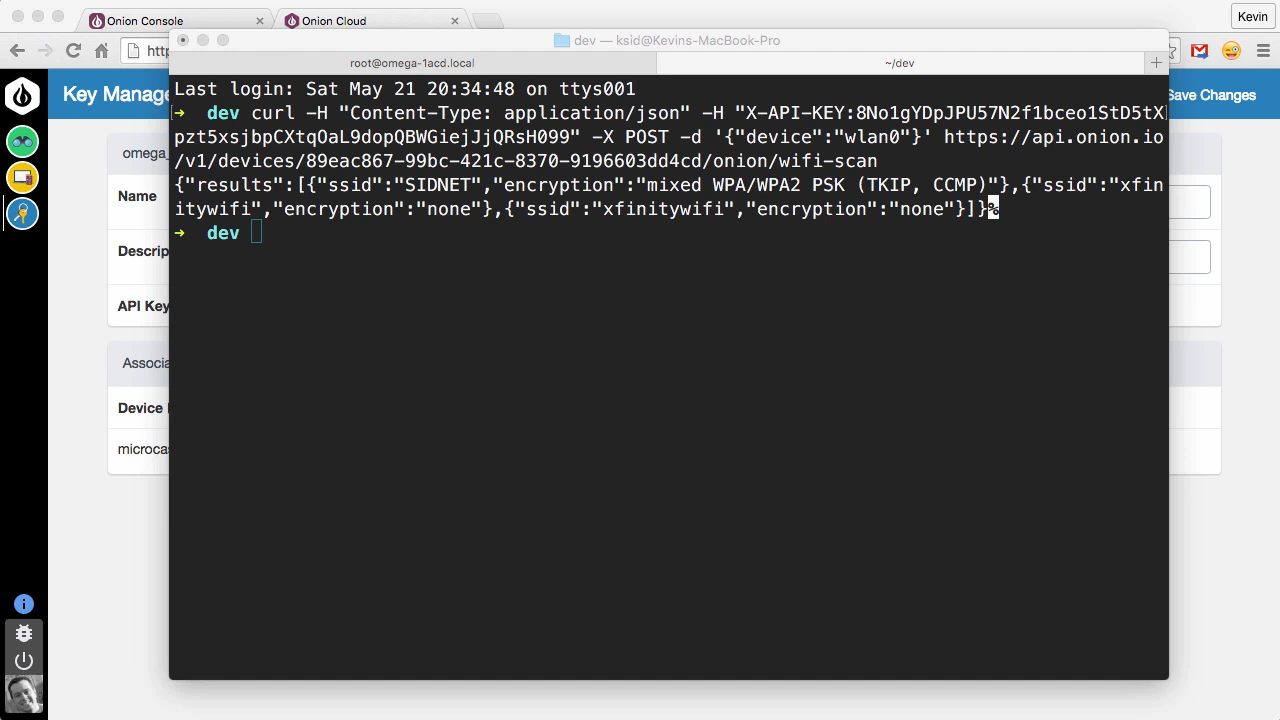 Onion Console
Onion Cloud
Kevin
dev — ksid@Kevins-MacBook-Pro
root@omega-1acd.local
~/dev
Last login: Sat May 21 20:34:48 on ttys001
➜ dev curl -H "Content-Type: application/json" -H "X-API-KEY:8No1gYDpJPU57N2f1bceo1StD5tX
pzt5xsjbpCXtqOaL9dopQBWGiejJjQRsH099" -X POST -d '{"device":"wlan0"}' https://api.onion.io
/v1/devices/89eac867-99bc-421c-8370-9196603dd4cd/onion/wifi-scan
{"results":[{"ssid":"SIDNET","encryption":"mixed WPA/WPA2 PSK (TKIP, CCMP)"},{"ssid":"xfin
itywifi","encryption":"none"},{"ssid":"xfinitywifi","encryption":"none"}]}%
➜ dev
http
Key Manage
Save Changes
omega_
Name
Descrip
API Key
Associa
Device
microcas